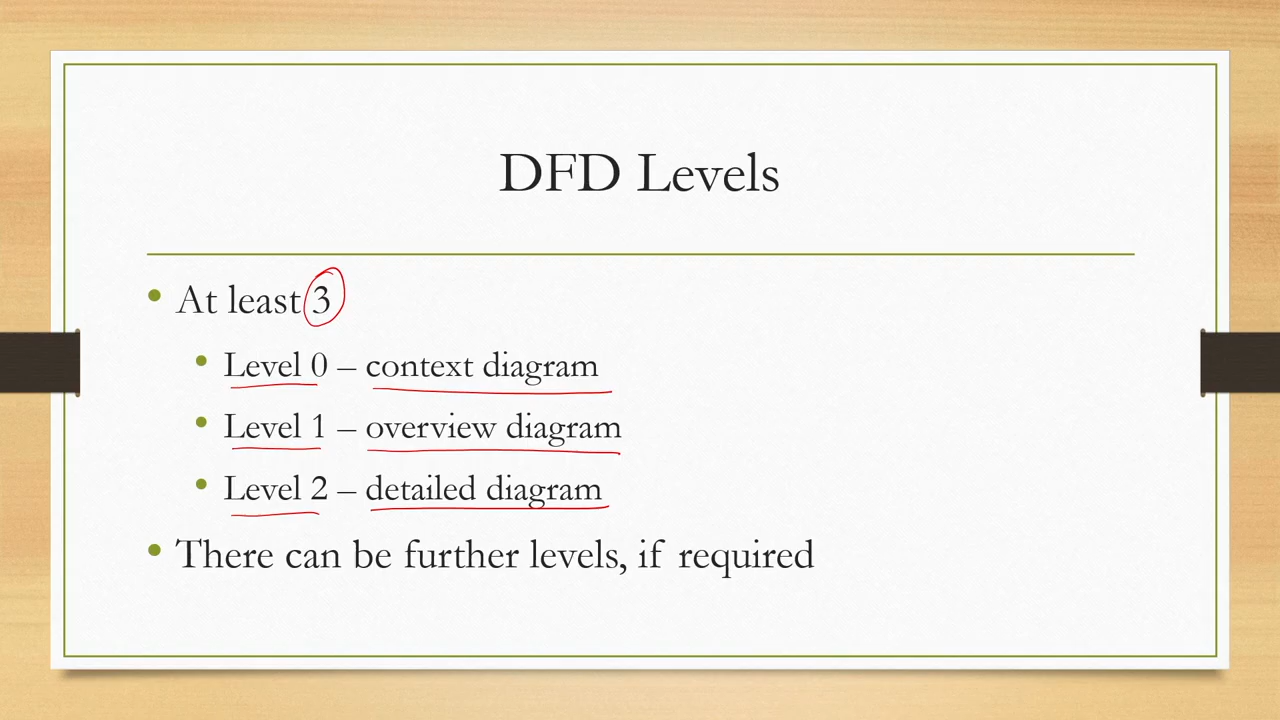 DFD Levels
• At least 3
• Level 0 – context diagram
• Level 1 – overview diagram
• Level 2 – detailed diagram
• There can be further levels, if required